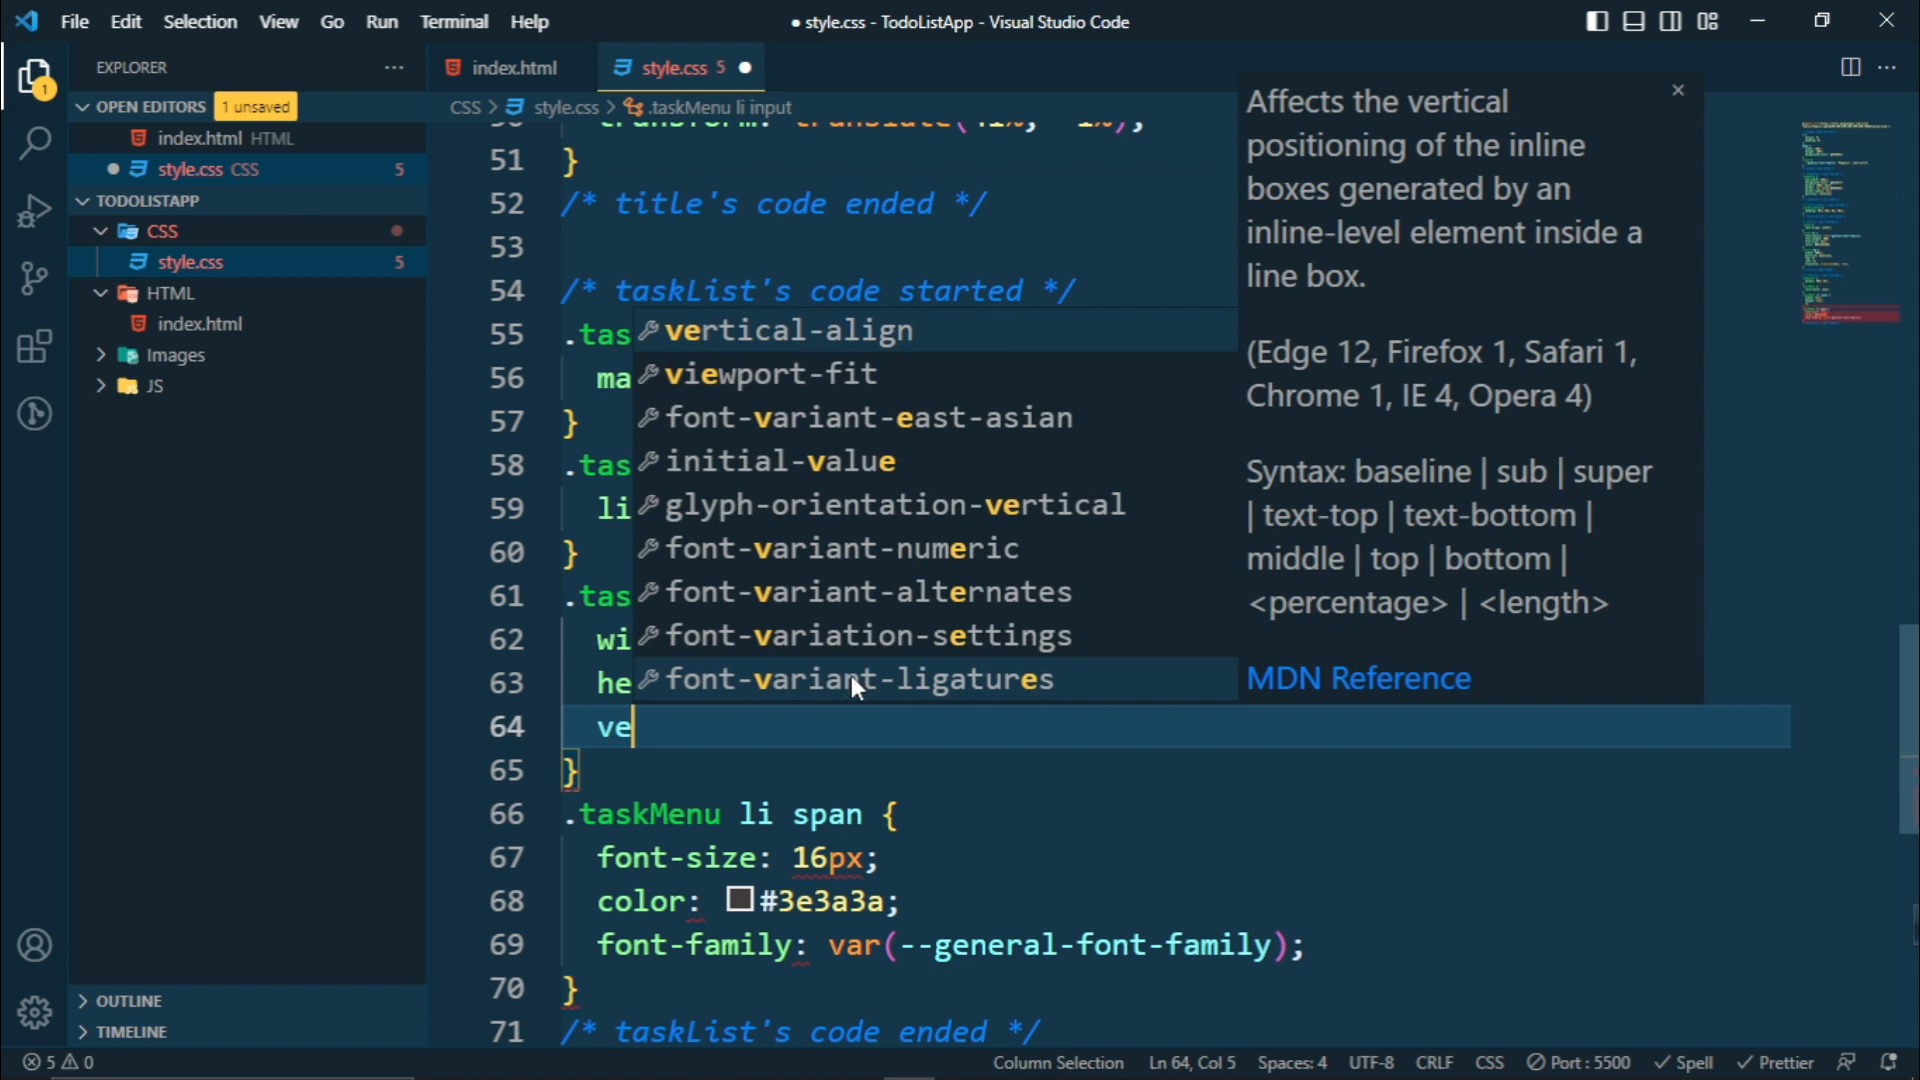 File Edit Selection View Go Run Terminal Help
● style.css - TodoListApp - Visual Studio Code
EXPLORER
1
OPEN EDITORS 1 unsaved
index.html HTML
style.css CSS 5
TODOLISTAPP
CSS
style.css 5
HTML
index.html
Images
JS
OUTLINE
TIMELINE
index.html
style.css 5
CSS > style.css > .taskMenu li input
51 }
52 /* title's code ended */
53
54 /* taskList's code started */
55 .tas
56 ma
57 }
58 .tas
59 li
60 }
61 .tas
62 wi
63 he
64 ve
65 }
66 .taskMenu li span {
67 font-size: 16px;
68 color: #3e3a3a;
69 font-family: var(--general-font-family);
70 }
71 /* taskList's code ended */
vertical-align
viewport-fit
font-variant-east-asian
initial-value
glyph-orientation-vertical
font-variant-numeric
font-variant-alternates
font-variation-settings
font-variant-ligatures
Affects the vertical
positioning of the inline
boxes generated by an
inline-level element inside a
line box.
(Edge 12, Firefox 1, Safari 1,
Chrome 1, IE 4, Opera 4)
Syntax: baseline | sub | super
| text-top | text-bottom |
middle | top | bottom |
<percentage> | <length>
MDN Reference
5 0
Column Selection Ln 64, Col 5 Spaces: 4 UTF-8 CRLF CSS Port : 5500 Spell Prettier